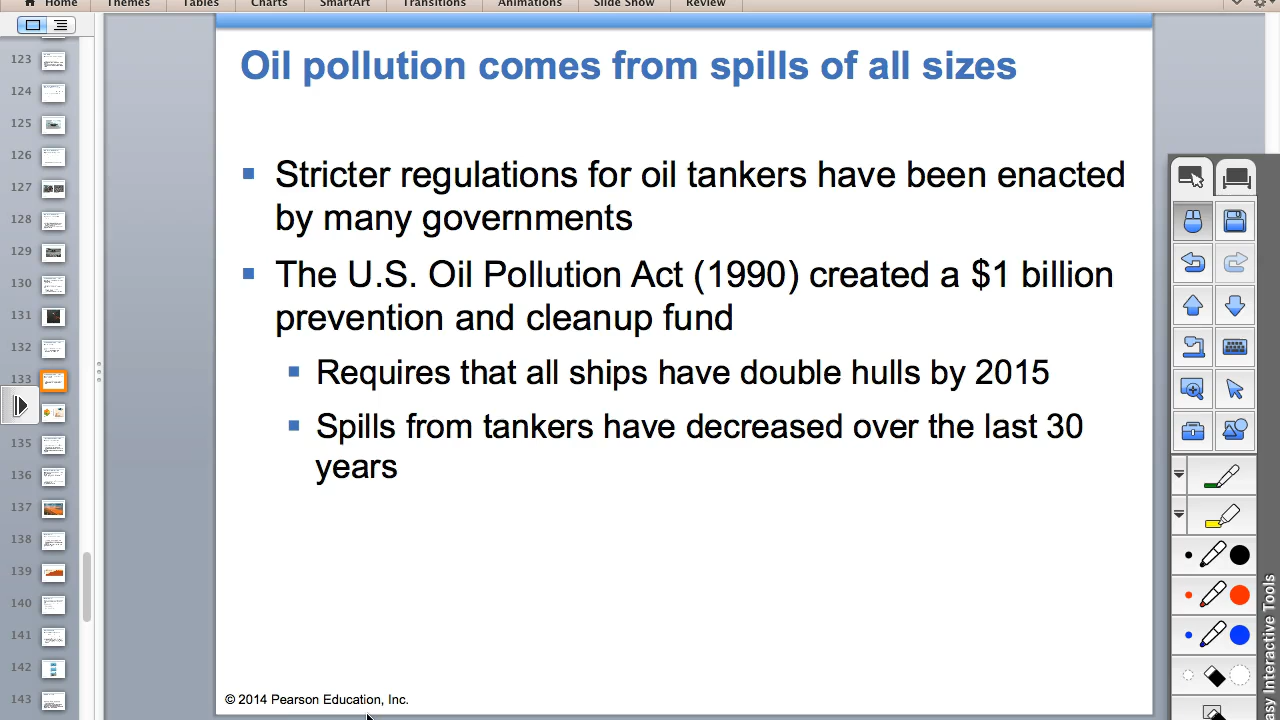 Home Themes Tables Charts SmartArt Transitions Animations Slide Show Review
123
124
125
126
127
128
129
130
131
132
133
135
136
137
138
139
140
141
142
143
Oil pollution comes from spills of all sizes
Stricter regulations for oil tankers have been enacted
by many governments
The U.S. Oil Pollution Act (1990) created a $1 billion
prevention and cleanup fund
Requires that all ships have double hulls by 2015
Spills from tankers have decreased over the last 30
years
© 2014 Pearson Education, Inc.
Interactive Tools